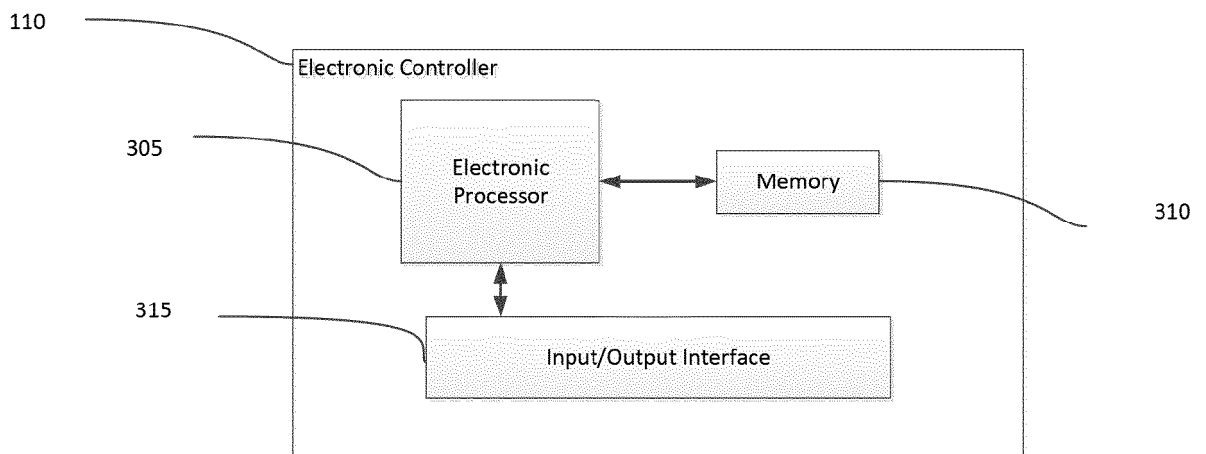 110
Electronic Controller
305
Electronic
Processor
Memory
310
315
Input/Output Interface